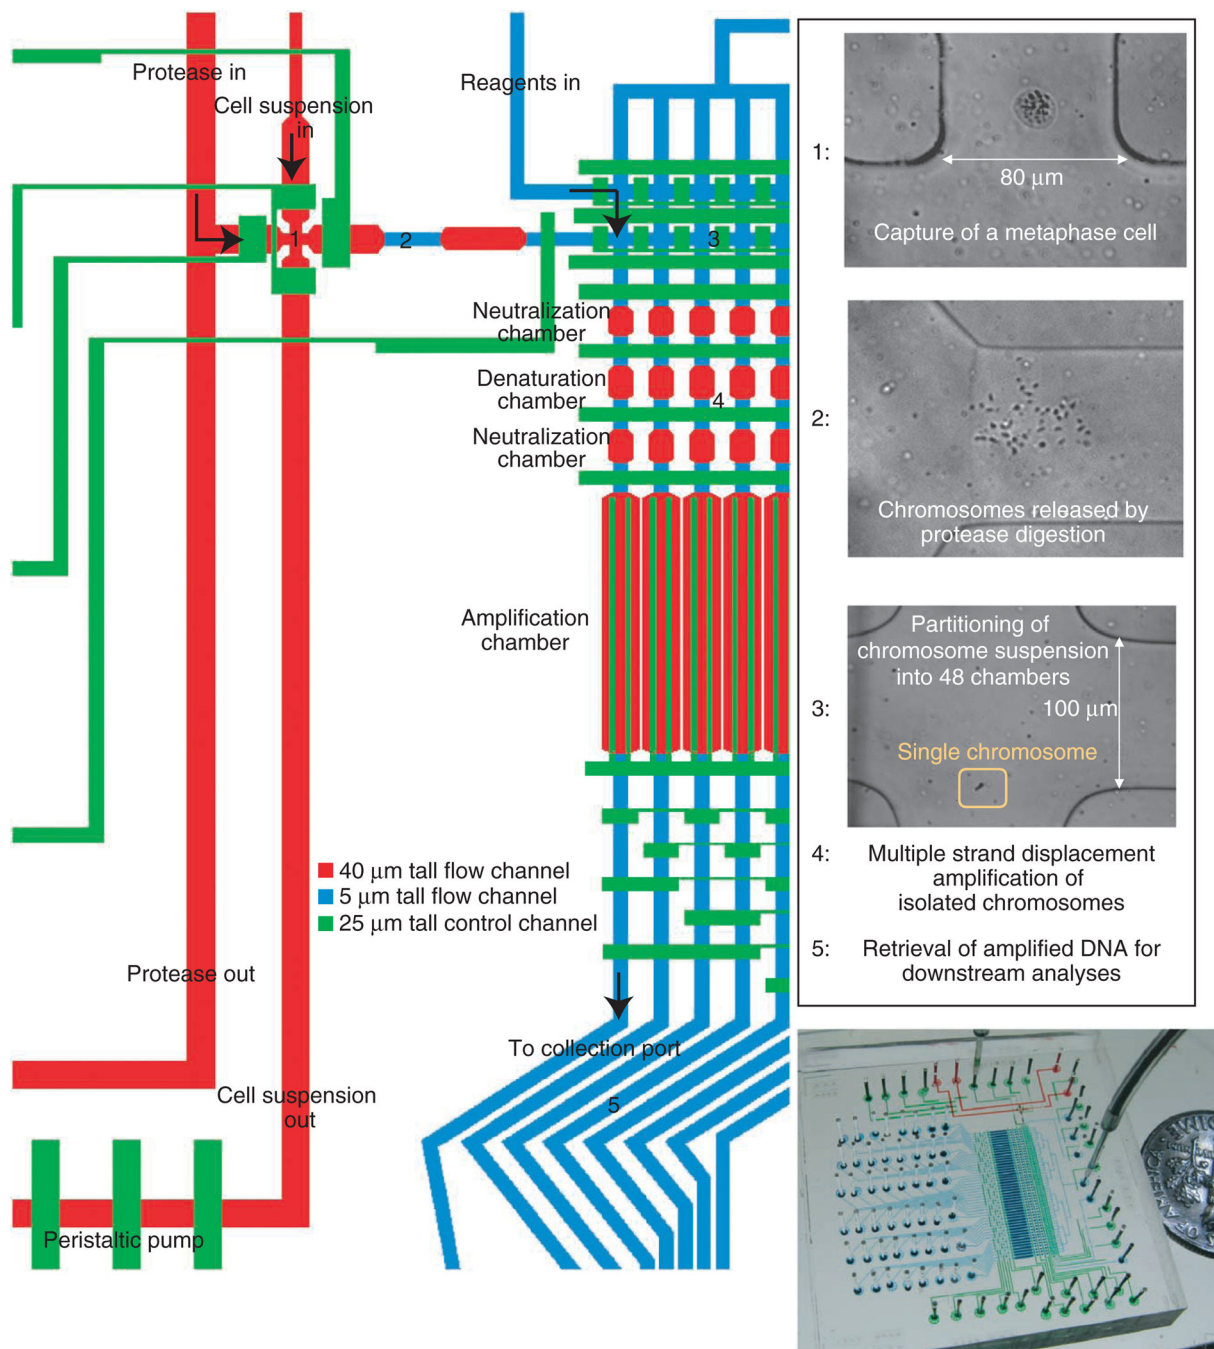 Protease in
Cell suspension
in
Reagents in
1
2
3
Neutralization
chamber
Denaturation
chamber
4
Neutralization
chamber
Amplification
chamber
40 μm tall flow channel
5 μm tall flow channel
25 μm tall control channel
Protease out
To collection port
Cell suspension
out
5
Peristaltic pump
1:
80 μm
Capture of a metaphase cell
2:
Chromosomes released by
protease digestion
3:
Partitioning of
chromosome suspension
into 48 chambers
100 μm
Single chromosome
4: Multiple strand displacement
amplification of
isolated chromosomes
5: Retrieval of amplified DNA for
downstream analyses
OF AMERICA
DIME